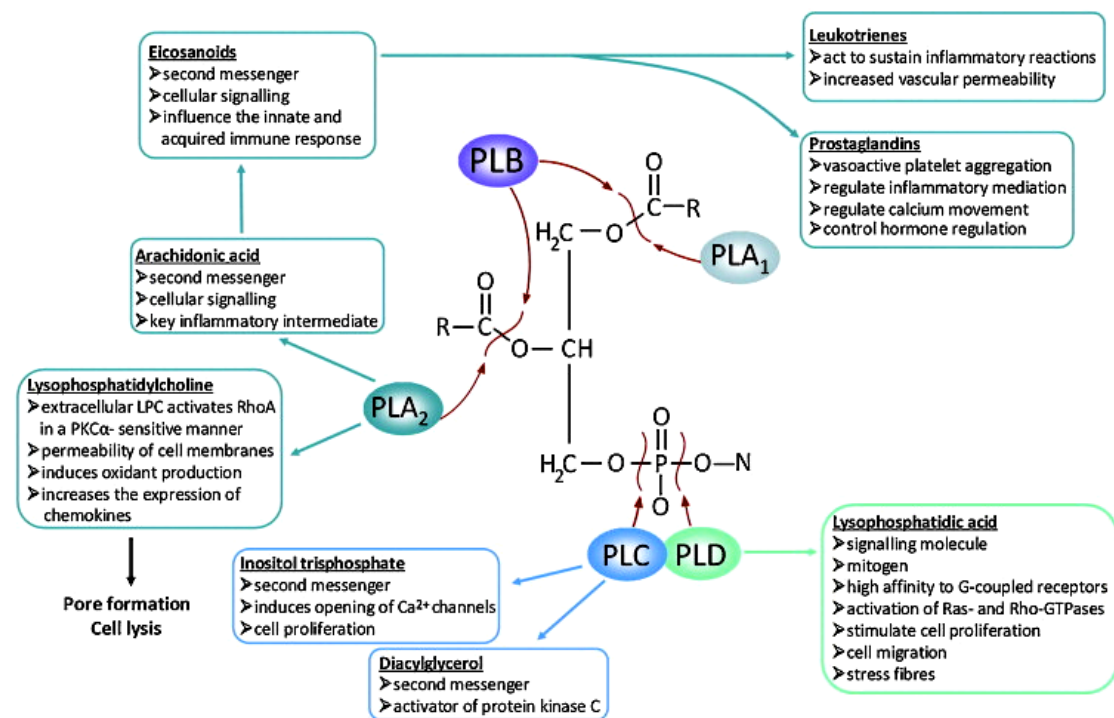 Eicosanoids
➤second messenger
➤cellular signalling
➤influence the innate and
acquired immune response
Leukotrienes
➤act to sustain inflammatory reactions
➤increased vascular permeability
Prostaglandins
➤vasoactive platelet aggregation
➤regulate inflammatory mediation
➤regulate calcium movement
➤control hormone regulation
PLB
O
C
R
H₂C
O
PLA₁
Arachidonic acid
➤second messenger
➤cellular signalling
➤key inflammatory intermediate
O
R
C
O
CH
PLA₂
Lysophosphatidylcholine
➤extracellular LPC activates RhoA
in a PKCα- sensitive manner
➤permeability of cell membranes
➤induces oxidant production
➤increases the expression of
chemokines
Pore formation
Cell lysis
O
H₂C—O—P—O—N
O
PLC
PLD
Inositol trisphosphate
➤second messenger
➤induces opening of Ca²⁺ channels
➤cell proliferation
Diacylglycerol
➤second messenger
➤activator of protein kinase C
Lysophosphatidic acid
➤signalling molecule
➤mitogen
➤high affinity to G-coupled receptors
➤activation of Ras- and Rho-GTPases
➤stimulate cell proliferation
➤cell migration
➤stress fibres